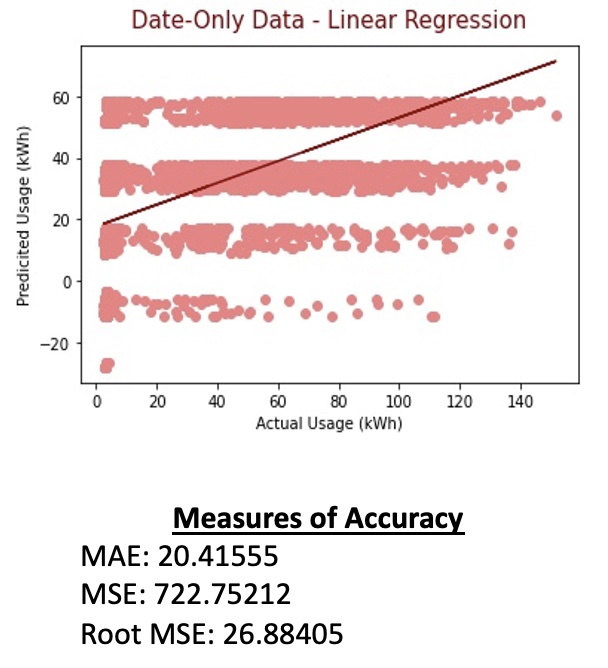 Date-Only Data - Linear Regression
Predicited Usage (kWh)
60
40
20
0
−20
0 20 40 60 80 100 120 140
Actual Usage (kWh)
Measures of Accuracy
MAE: 20.41555
MSE: 722.75212
Root MSE: 26.88405